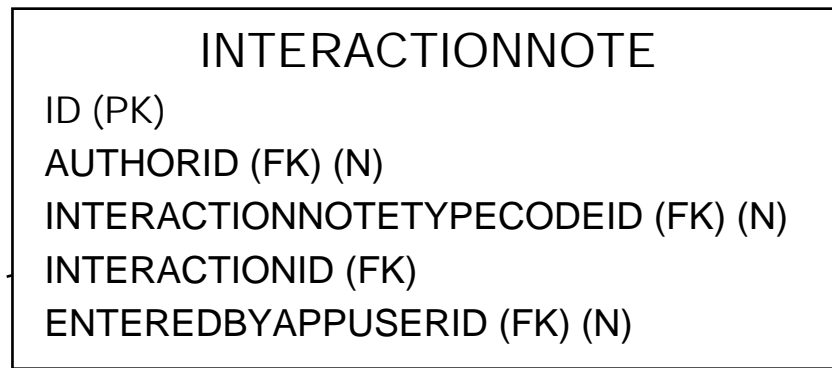 INTERACTIONNOTE
ID (PK)
AUTHORID (FK) (N)
INTERACTIONNOTETYPECODEID (FK) (N)
INTERACTIONID (FK)
ENTEREDBYAPPUSERID (FK) (N)